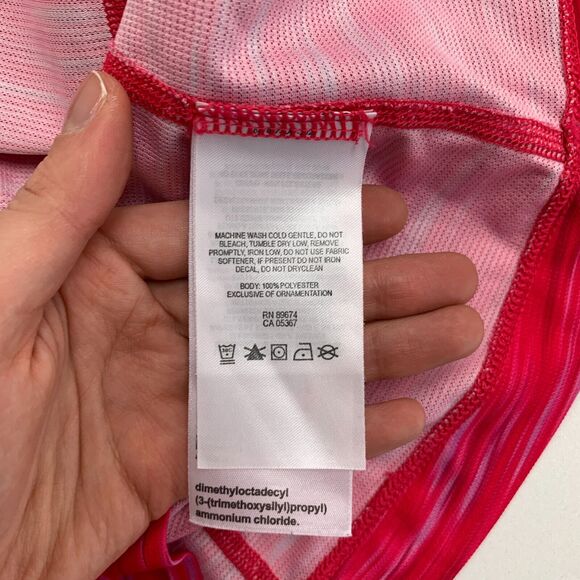 MACHINE WASH COLD GENTLE, DO NOT
BLEACH, TUMBLE DRY LOW, REMOVE
PROMPTLY, IRON LOW, DO NOT USE FABRIC
SOFTENER, IF PRESENT DO NOT IRON
DECAL, DO NOT DRYCLEAN
BODY: 100% POLYESTER
EXCLUSIVE OF ORNAMENTATION
RN 89674
CA 05367
30C
dimethyloctadecyl
(3-(trimethoxysilyl)propyl)
ammonium chloride.